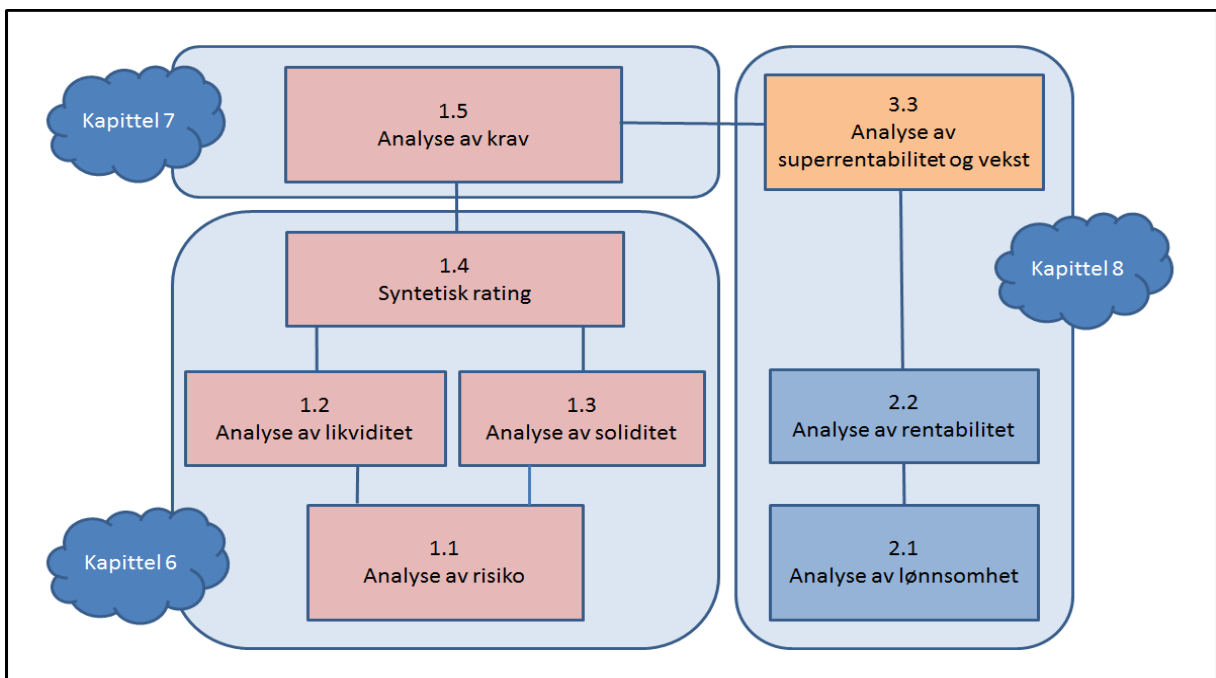 Kapittel 7
1.5
Analyse av krav
3.3
Analyse av
superrentabilitet og vekst
1.4
Syntetisk rating
Kapittel 8
1.2
Analyse av likviditet
1.3
Analyse av soliditet
2.2
Analyse av rentabilitet
Kapittel 6
1.1
Analyse av risiko
2.1
Analyse av lønnsomhet